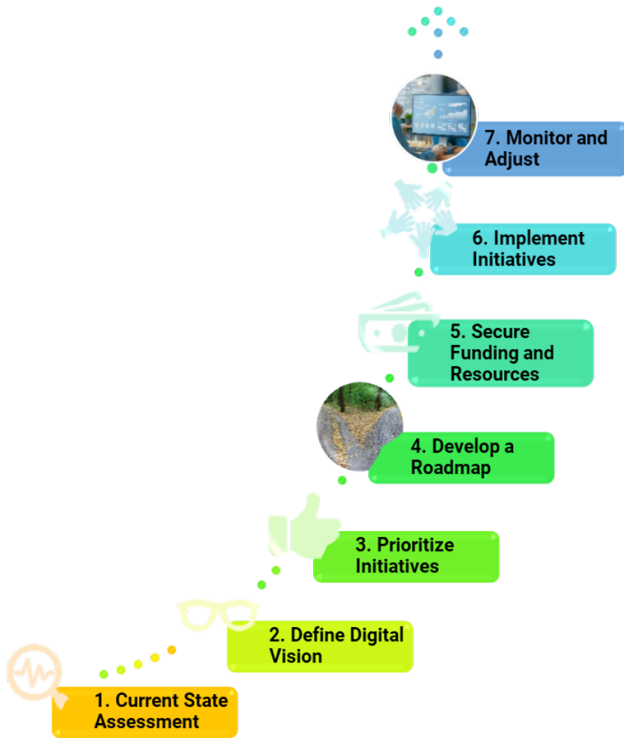 7. Monitor and
Adjust
6. Implement
Initiatives
5. Secure
Funding and
Resources
4. Develop a
Roadmap
3. Prioritize
Initiatives
2. Define Digital
Vision
1. Current State
Assessment